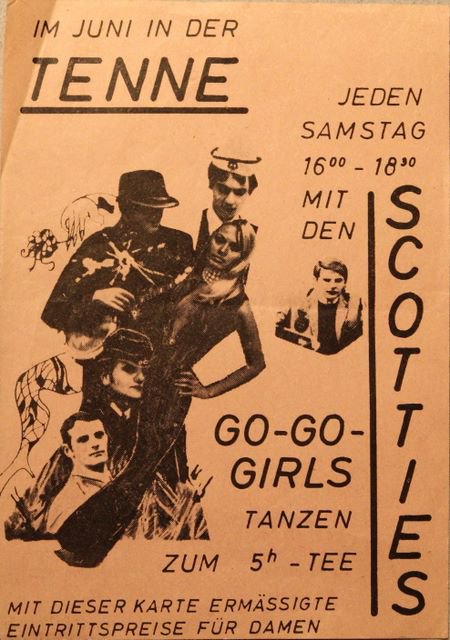 IM JUNI IN DER
TENNE
JEDEN
SAMSTAG
16⁰⁰ - 18³⁰
MIT
DEN
SCOTTIES
GO-GO-
GIRLS
TANZEN
ZUM 5ʰ - TEE
MIT DIESER KARTE ERMÄSSIGTE
EINTRITTSPREISE FÜR DAMEN